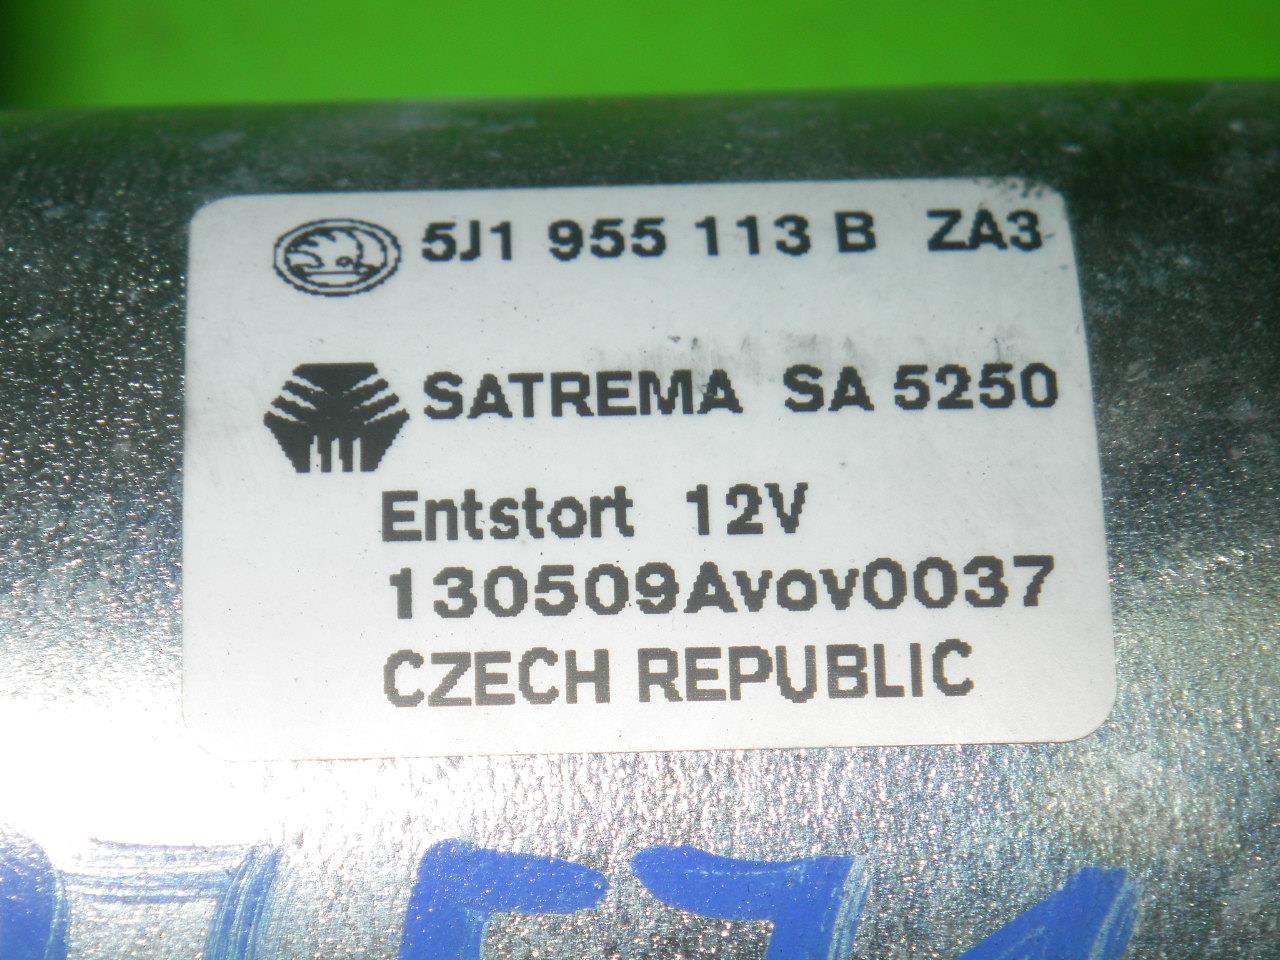 5J1 955 113 B ZA3
SATREMA SA 5250
Entstort 12V
130509Avov0037
CZECH REPUBLIC